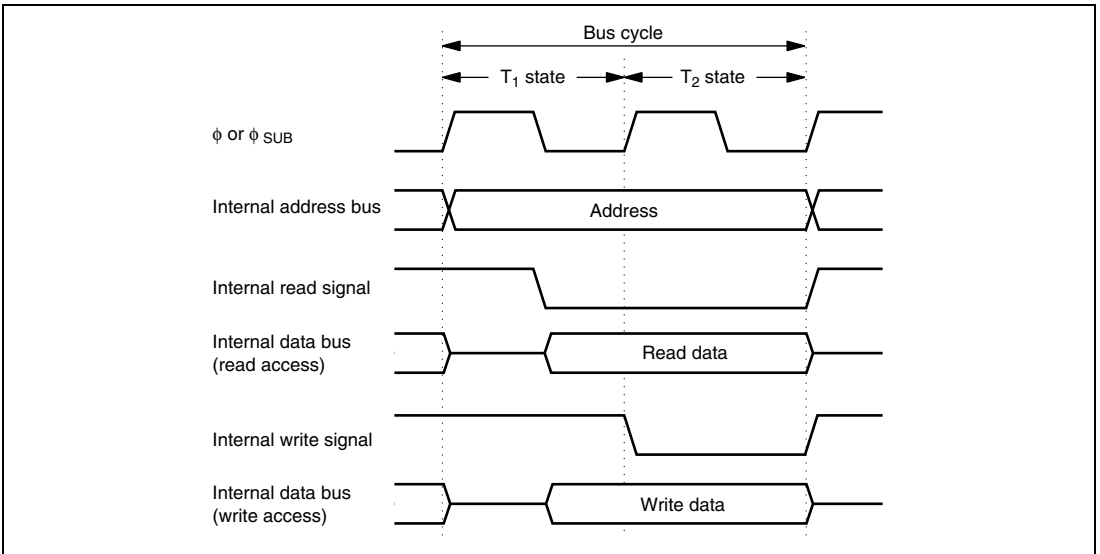 Bus cycle
T₁ state
T₂ state
ϕ or ϕ SUB
Internal address bus
Address
Internal read signal
Internal data bus
(read access)
Read data
Internal write signal
Internal data bus
(write access)
Write data